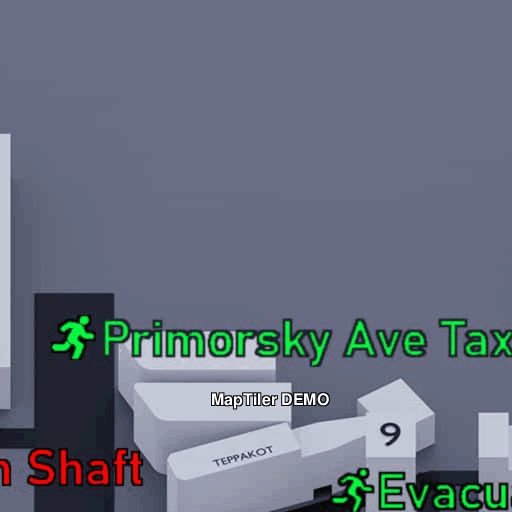 Primorsky Ave Tax
MapTiler DEMO
9
TEPPAKOT
n Shaft
Evacu